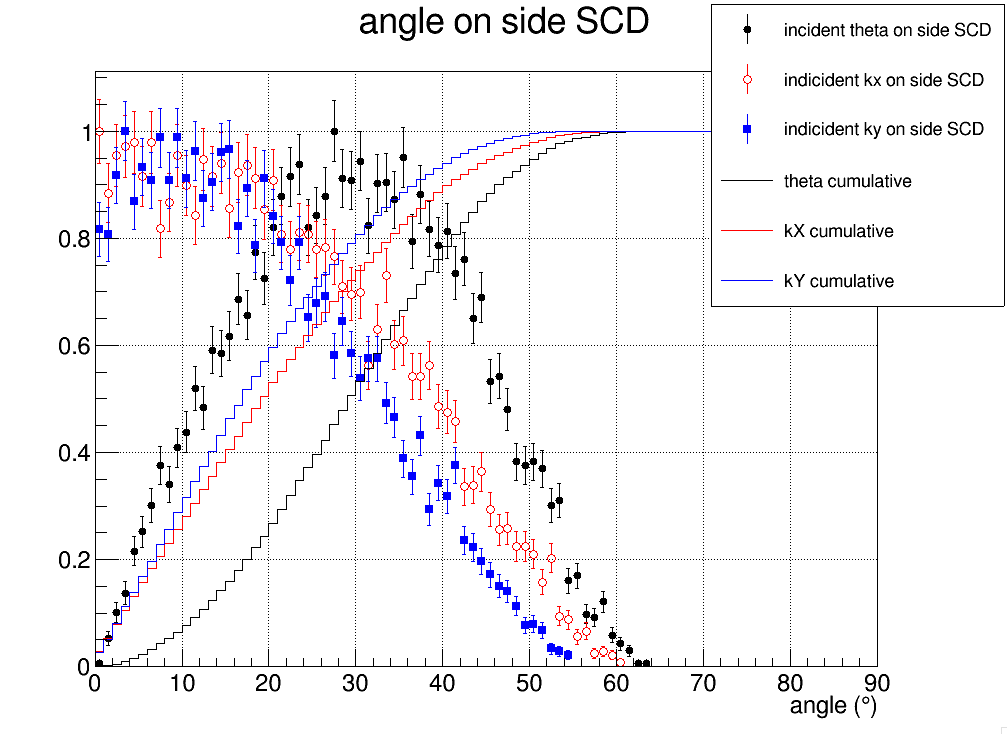 angle on side SCD
incident theta on side SCD
indicident kx on side SCD
indicident ky on side SCD
theta cumulative
kX cumulative
kY cumulative
1
0.8
0.6
0.4
0.2
0
0 10 20 30 40 50 60 70 80 90
angle (°)